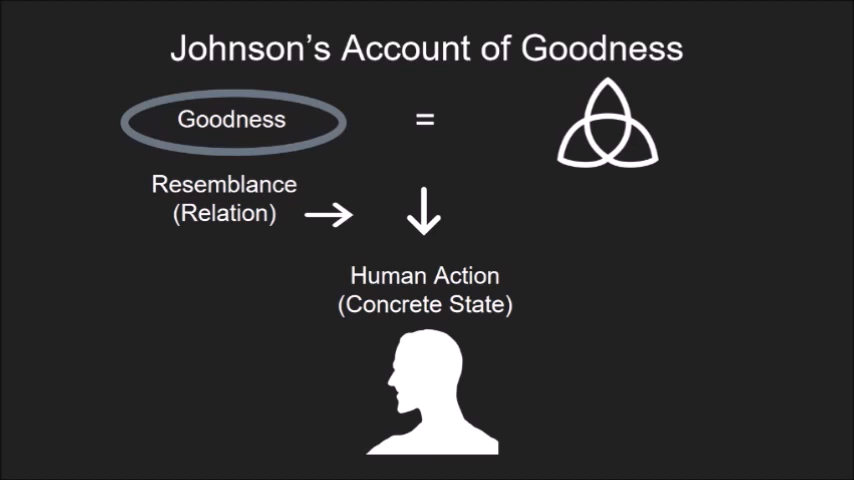 Johnson’s Account of Goodness
Goodness
=
Resemblance
(Relation)
Human Action
(Concrete State)